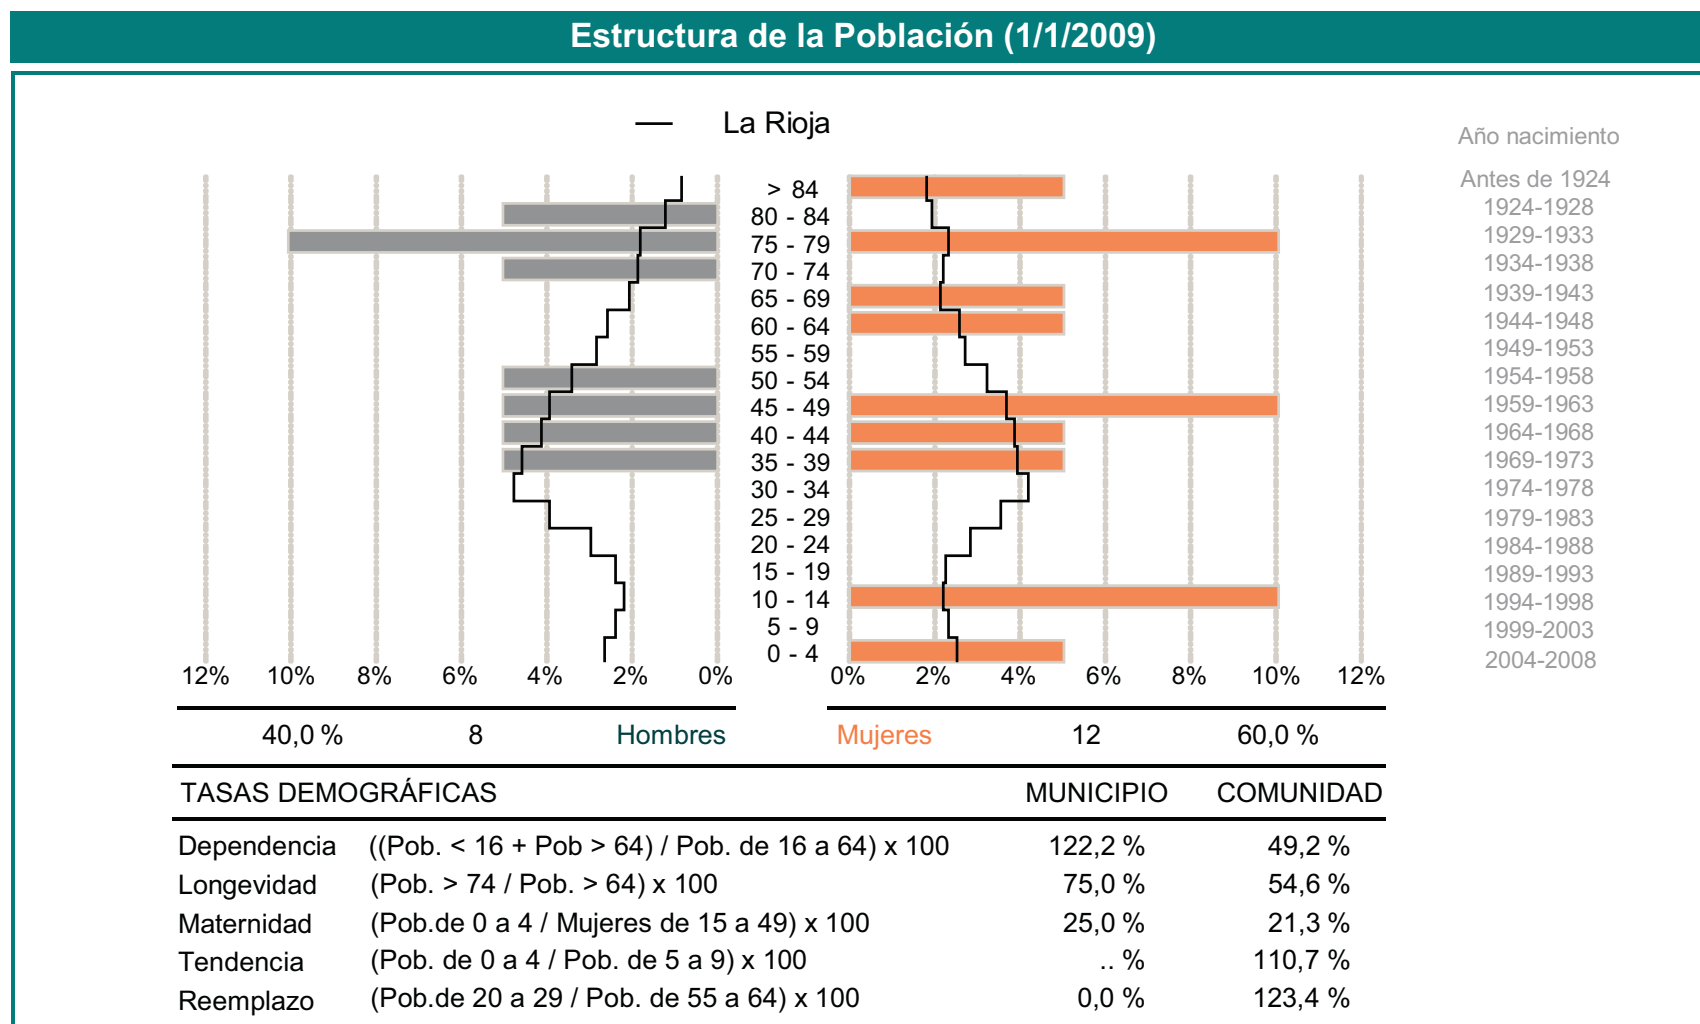 Estructura de la Población (1/1/2009)
La Rioja
Año nacimiento
> 84 Antes de 1924
80 - 84 1924-1928
75 - 79 1929-1933
70 - 74 1934-1938
65 - 69 1939-1943
60 - 64 1944-1948
55 - 59 1949-1953
50 - 54 1954-1958
45 - 49 1959-1963
40 - 44 1964-1968
35 - 39 1969-1973
30 - 34 1974-1978
25 - 29 1979-1983
20 - 24 1984-1988
15 - 19 1989-1993
10 - 14 1994-1998
5 - 9 1999-2003
0 - 4 2004-2008
12% 10% 8% 6% 4% 2% 0% 0% 2% 4% 6% 8% 10% 12%
40,0 % 8 Hombres Mujeres 12 60,0 %
TASAS DEMOGRÁFICAS MUNICIPIO COMUNIDAD
Dependencia ((Pob. < 16 + Pob > 64) / Pob. de 16 a 64) x 100 122,2 % 49,2 %
Longevidad (Pob. > 74 / Pob. > 64) x 100 75,0 % 54,6 %
Maternidad (Pob.de 0 a 4 / Mujeres de 15 a 49) x 100 25,0 % 21,3 %
Tendencia (Pob. de 0 a 4 / Pob. de 5 a 9) x 100 .. % 110,7 %
Reemplazo (Pob.de 20 a 29 / Pob. de 55 a 64) x 100 0,0 % 123,4 %